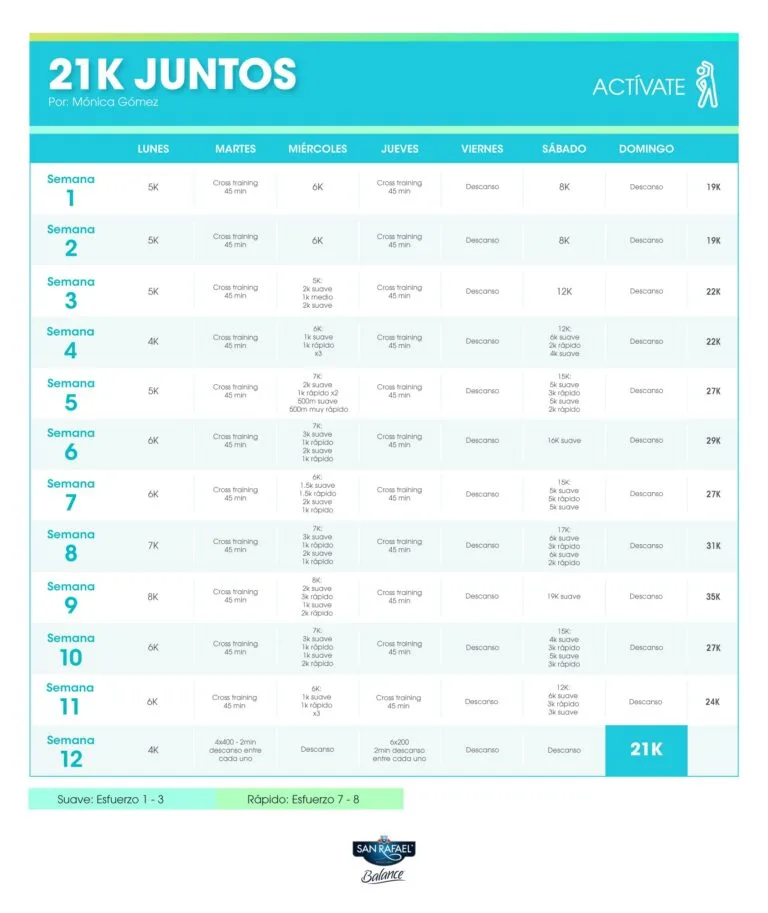 21K JUNTOS
Por: Mónica Gómez
ACTÍVATE
LUNES MARTES MIÉRCOLES JUEVES VIERNES SÁBADO DOMINGO
Semana
1
5K
Cross training
45 min
6K
Cross training
45 min
Descanso
8K
Descanso
19K
Semana
2
5K
Cross training
45 min
6K
Cross training
45 min
Descanso
8K
Descanso
19K
Semana
3
5K
Cross training
45 min
5K:
2k suave
1k medio
2k suave
Cross training
45 min
Descanso
12K
Descanso
22K
Semana
4
4K
Cross training
45 min
6K:
1k suave
1k rápido
x3
Cross training
45 min
Descanso
12K:
6k suave
2k rápido
4k suave
Descanso
22K
Semana
5
5K
Cross training
45 min
7K:
2k suave
1k rápido x2
500m suave
500m muy rápido
Cross training
45 min
Descanso
15K:
5k suave
3k rápido
5k suave
2k rápido
Descanso
27K
Semana
6
6K
Cross training
45 min
7K:
3k suave
1k rápido
2k suave
1k rápido
Cross training
45 min
Descanso
16K suave
Descanso
29K
Semana
7
6K
Cross training
45 min
6K:
1.5k suave
1.5k rápido
2k suave
1k rápido
Cross training
45 min
Descanso
15K:
5k suave
5k rápido
5k suave
Descanso
27K
Semana
8
7K
Cross training
45 min
7K:
3k suave
1k rápido
2k suave
1k rápido
Cross training
45 min
Descanso
17K:
6k suave
3k rápido
6k suave
2k rápido
Descanso
31K
Semana
9
8K
Cross training
45 min
8K:
2k suave
3k rápido
1k suave
2k rápido
Cross training
45 min
Descanso
19K suave
Descanso
35K
Semana
10
6K
Cross training
45 min
7K:
3k suave
1k rápido
1k suave
2k rápido
Cross training
45 min
Descanso
15K:
4k suave
3k rápido
5k suave
3k rápido
Descanso
27K
Semana
11
6K
Cross training
45 min
6K:
1k suave
1k rápido
x3
Cross training
45 min
Descanso
12K:
6k suave
3k rápido
3k suave
Descanso
24K
Semana
12
4K
4x400 - 2min
descanso entre
cada uno
Descanso
6x200
2min descanso
entre cada uno
Descanso
Descanso
21K
Suave: Esfuerzo 1 - 3
Rápido: Esfuerzo 7 - 8
SAN RAFAEL
Balance